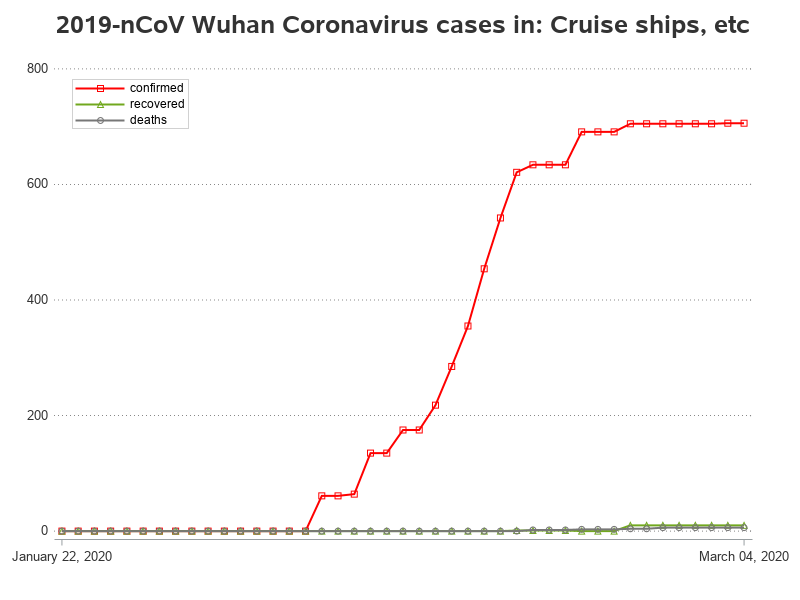 2019-nCoV Wuhan Coronavirus cases in: Cruise ships, etc
800
confirmed
recovered
deaths
600
400
200
0
January 22, 2020
March 04, 2020